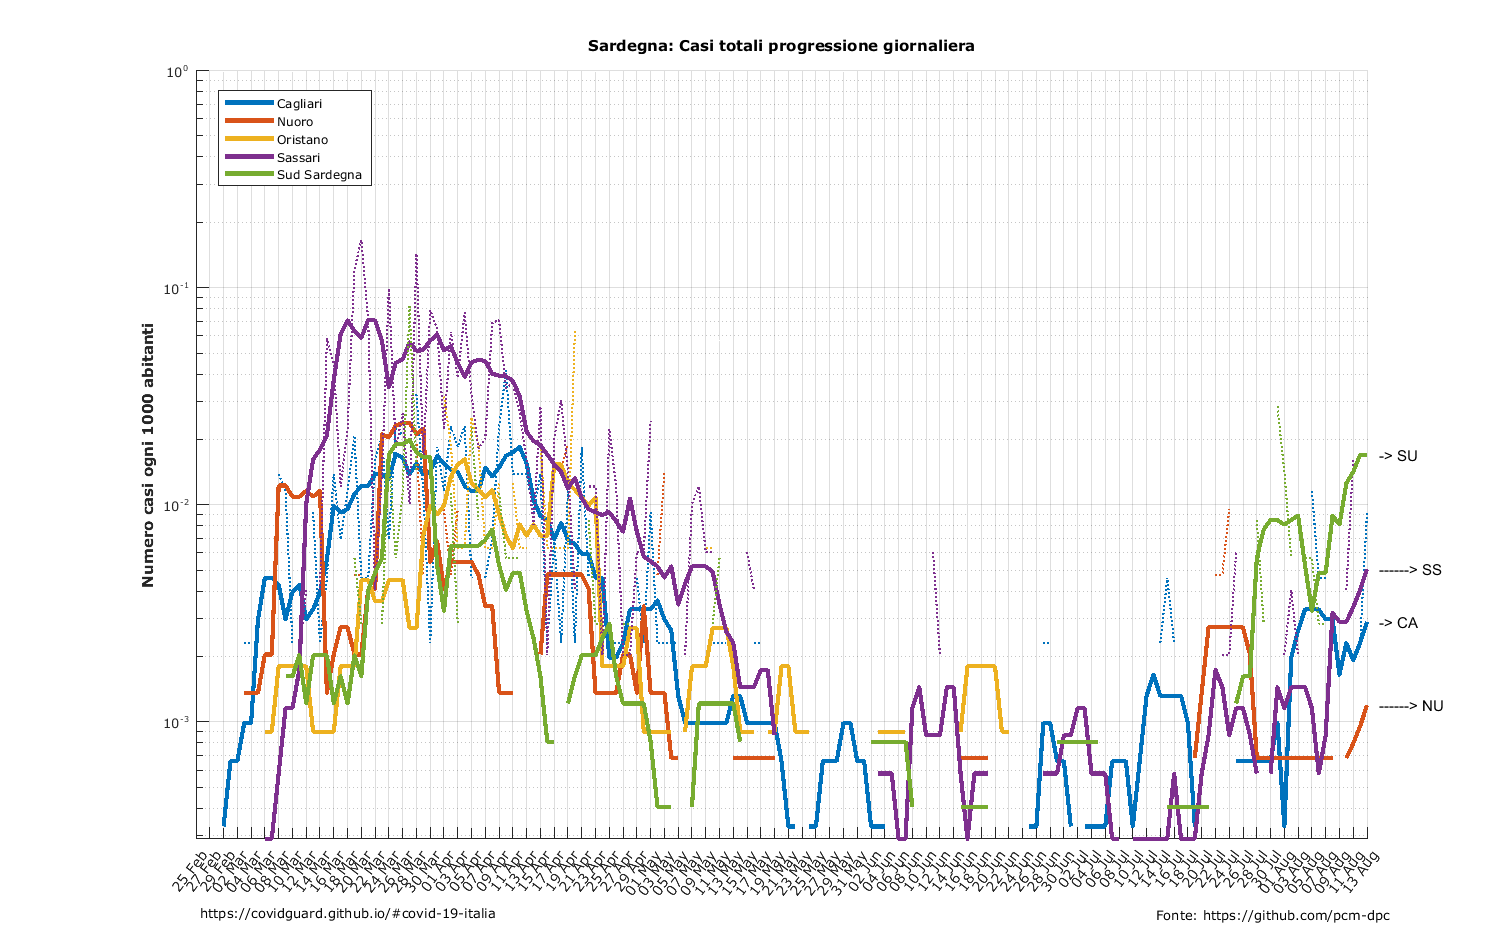 Sardegna: Casi totali progressione giornaliera
10⁰
10⁻¹
10⁻²
10⁻³
Numero casi ogni 1000 abitanti
Cagliari
Nuoro
Oristano
Sassari
Sud Sardegna
-> SU
------> SS
-> CA
------> NU
25 Feb
27 Feb
29 Feb
02 Mar
04 Mar
06 Mar
08 Mar
10 Mar
12 Mar
14 Mar
16 Mar
18 Mar
20 Mar
22 Mar
24 Mar
26 Mar
28 Mar
30 Mar
01 Apr
03 Apr
05 Apr
07 Apr
09 Apr
11 Apr
13 Apr
15 Apr
17 Apr
19 Apr
21 Apr
23 Apr
25 Apr
27 Apr
29 Apr
01 May
03 May
05 May
07 May
09 May
11 May
13 May
15 May
17 May
19 May
21 May
23 May
25 May
27 May
29 May
31 May
02 Jun
04 Jun
06 Jun
08 Jun
10 Jun
12 Jun
14 Jun
16 Jun
18 Jun
20 Jun
22 Jun
24 Jun
26 Jun
28 Jun
30 Jun
02 Jul
04 Jul
06 Jul
08 Jul
10 Jul
12 Jul
14 Jul
16 Jul
18 Jul
20 Jul
22 Jul
24 Jul
26 Jul
28 Jul
30 Jul
01 Aug
03 Aug
05 Aug
07 Aug
09 Aug
11 Aug
13 Aug
https://covidguard.github.io/#covid-19-italia
Fonte: https://github.com/pcm-dpc